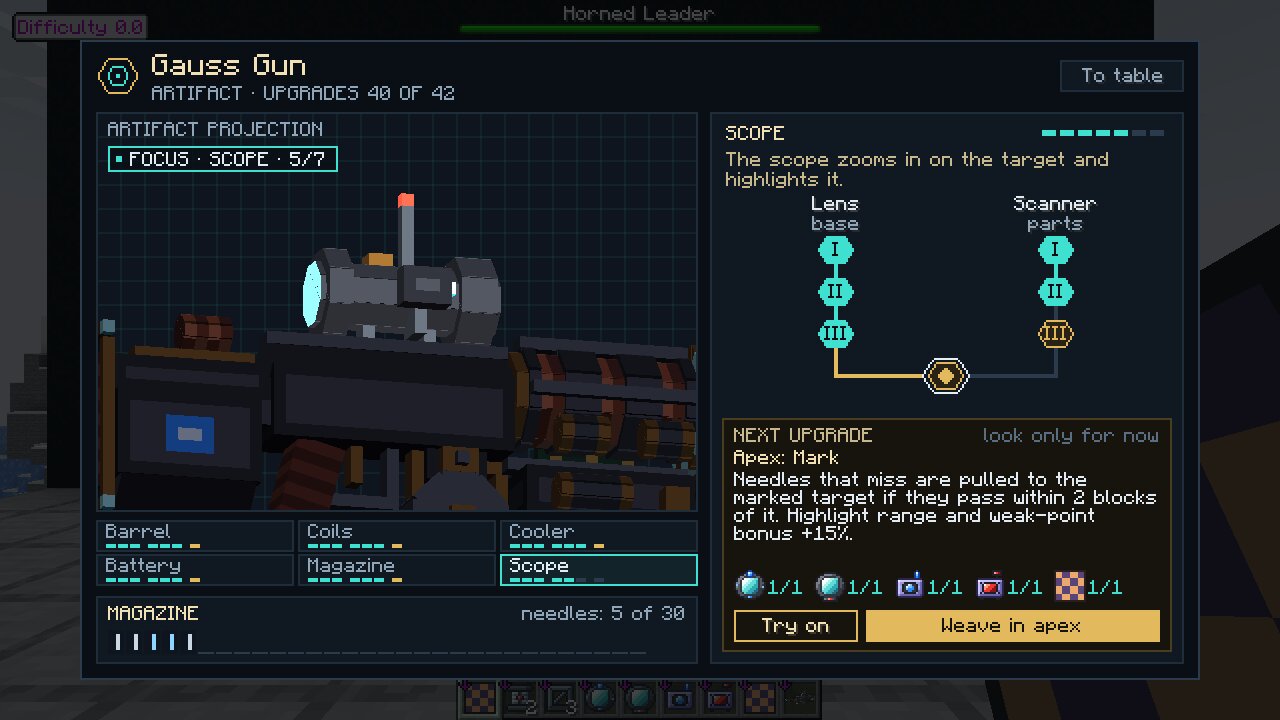 Horned Leader
Difficulty 0.0
Gauss Gun
ARTIFACT · UPGRADES 40 OF 42
To table
ARTIFACT PROJECTION
FOCUS · SCOPE · 5/7
SCOPE
The scope zooms in on the target and
highlights it.
Lens
base
Scanner
parts
I
I
II
II
III
III
NEXT UPGRADE
look only for now
Apex: Mark
Needles that miss are pulled to the
marked target if they pass within 2 blocks
of it. Highlight range and weak-point
bonus +15%.
1/1
1/1
1/1
1/1
1/1
Try on
Weave in apex
Barrel
Coils
Cooler
Battery
Magazine
Scope
MAGAZINE
needles: 5 of 30
2
3